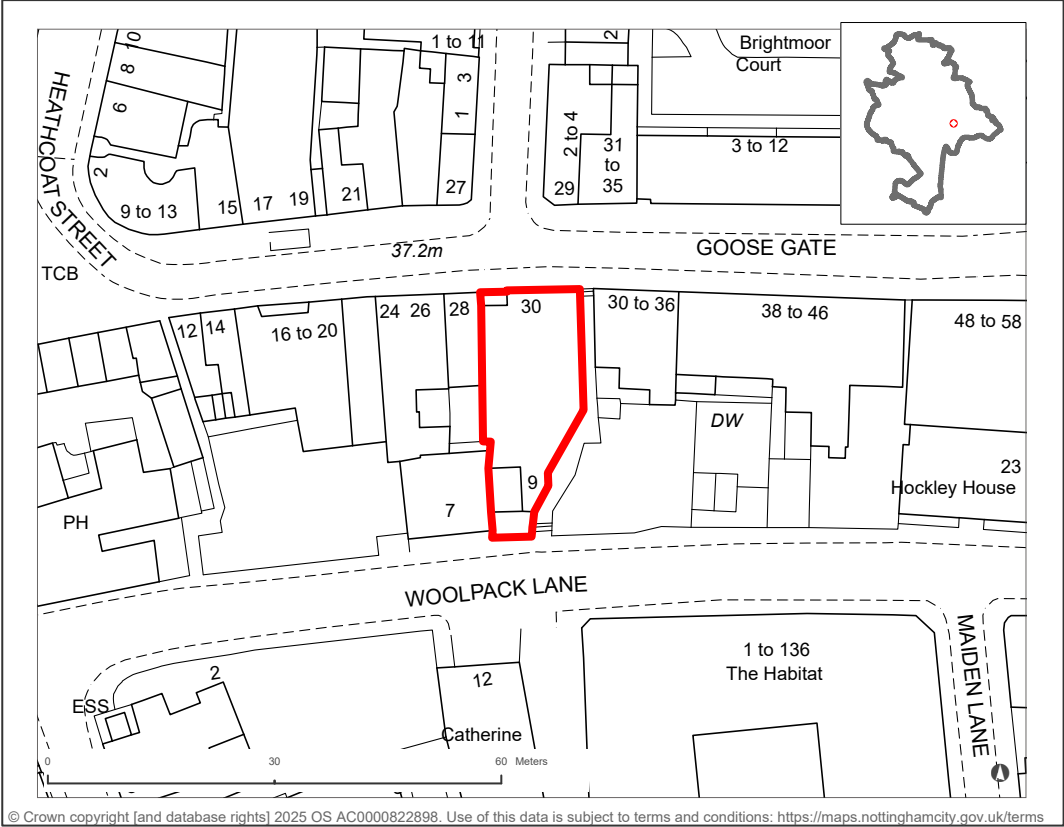 10
8
6
2
HEATHCOAT STREET
9 to 13
15
17
19
21
1 to 11
3
1
27
2
2 to 4
29
31
to
35
Brightmoor
Court
3 to 12
TCB
37.2m
GOOSE GATE
12
14
16 to 20
24
26
28
30
30 to 36
38 to 46
48 to 58
DW
23
Hockley House
PH
7
9
WOOLPACK LANE
MAIDEN LANE
1 to 136
The Habitat
2
ESS
12
Catherine
0
30
60 Meters
© Crown copyright [and database rights] 2025 OS AC0000822898. Use of this data is subject to terms and conditions: https://maps.nottinghamcity.gov.uk/terms